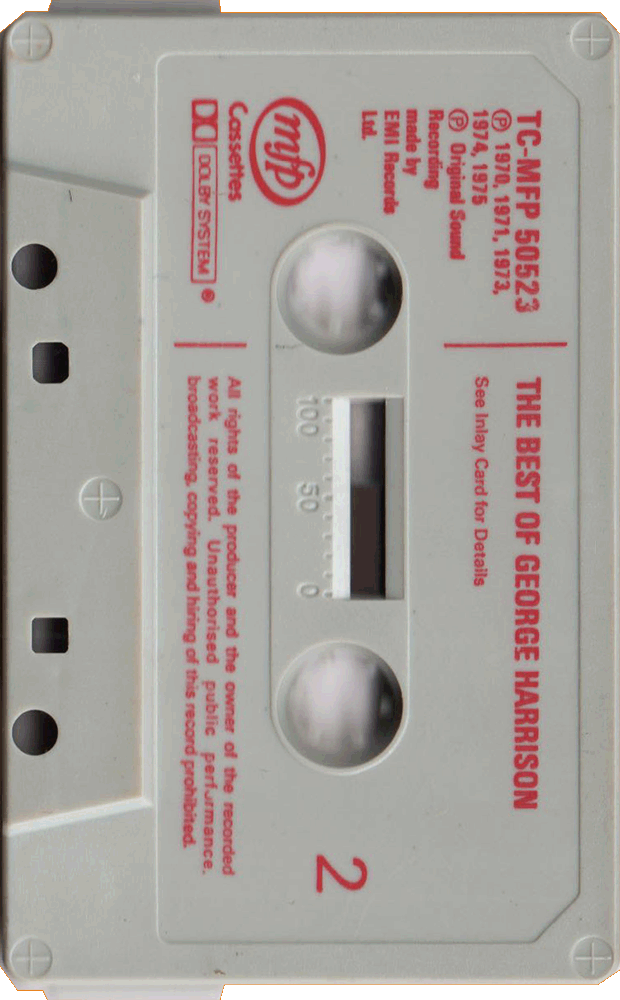 TC-MFP 50523
Ⓟ 1970, 1971, 1973,
1974, 1975
Ⓟ Original Sound
Recording
made by
EMI Records
Ltd.
mfp
Cassettes
DOLBY SYSTEM ®
THE BEST OF GEORGE HARRISON
See Inlay Card for Details
100 50 0
2
All rights of the producer and the owner of the recorded
work reserved. Unauthorised public performance,
broadcasting, copying and hiring of this record prohibited.